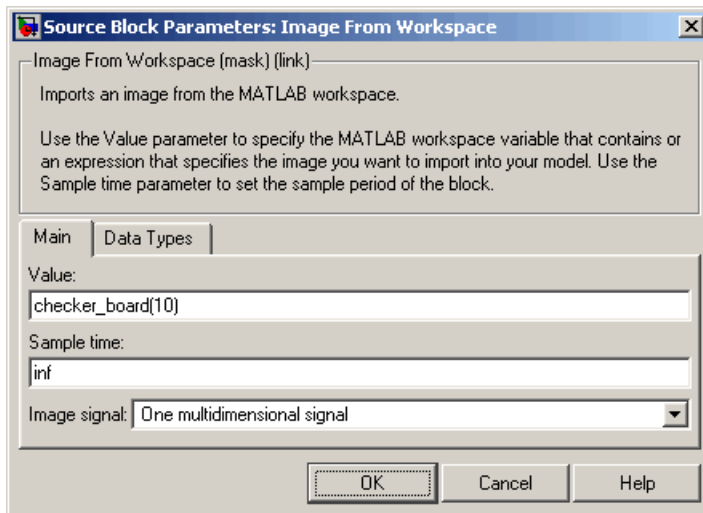 Source Block Parameters: Image From Workspace
Image From Workspace (mask) (link)
Imports an image from the MATLAB workspace.
Use the Value parameter to specify the MATLAB workspace variable that contains or
an expression that specifies the image you want to import into your model. Use the
Sample time parameter to set the sample period of the block.
Main
Data Types
Value:
checker_board(10)
Sample time:
inf
Image signal: One multidimensional signal
OK
Cancel
Help